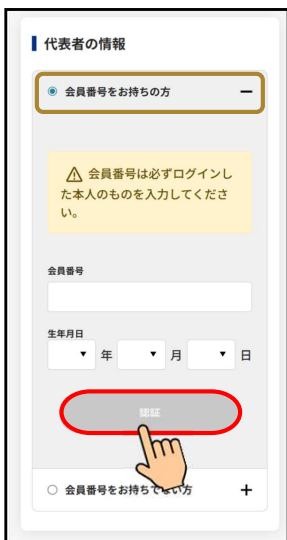 代表者の情報
会員番号をお持ちの方
会員番号は必ずログインし
た本人のものを入力してくださ
い。
会員番号
生年月日
年 月 日
認証
会員番号をお持ちでない方